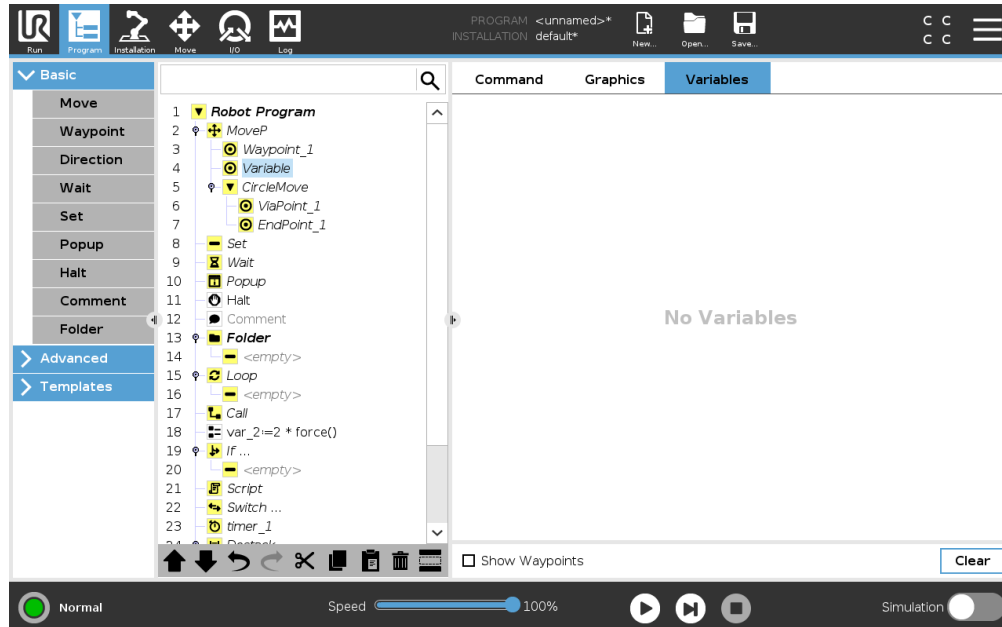 UR
PROGRAM <unnamed>*
INSTALLATION default*
C C
C C
Run Program Installation Move I/O Log New... Open... Save...
Basic
Command Graphics Variables
Move
Waypoint
Direction
Wait
Set
Popup
Halt
Comment
Folder
Advanced
Templates
1 Robot Program
2 MoveP
3 Waypoint_1
4 Variable
5 CircleMove
6 ViaPoint_1
7 EndPoint_1
8 Set
9 Wait
10 Popup
11 Halt
12 Comment
13 Folder
14 <empty>
15 Loop
16 <empty>
17 Call
18 var_2:=2 * force()
19 If ...
20 <empty>
21 Script
22 Switch ...
23 timer_1
No Variables
Show Waypoints Clear
Normal Speed 100% Simulation